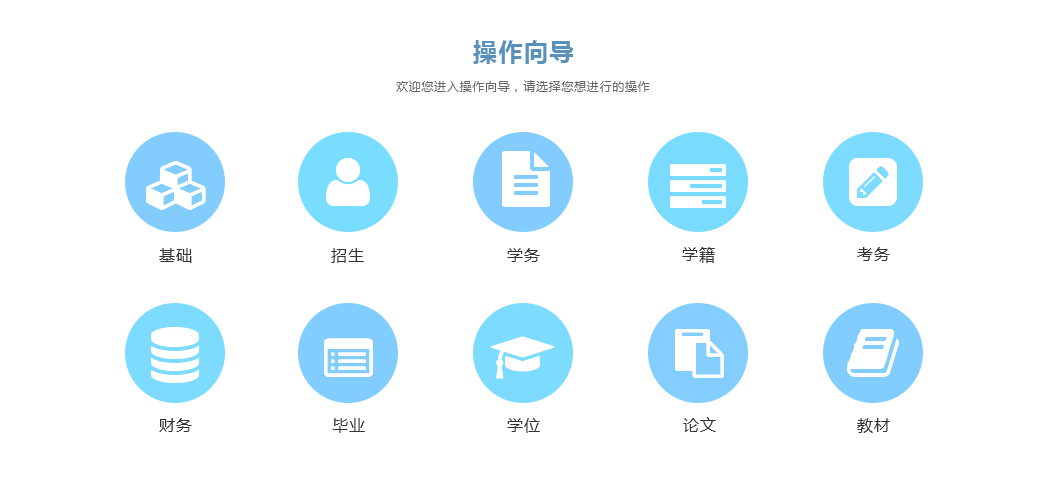 操作向导
欢迎您进入操作向导，请选择您想进行的操作
基础
招生
学务
学籍
考务
财务
毕业
学位
论文
教材